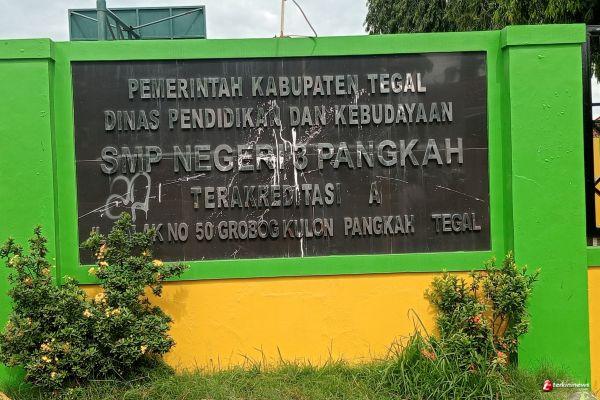 PEMERINTAH KABUPATEN TEGAL
DINAS PENDIDIKAN DAN KEBUDAYAAN
SMP NEGERI 3 PANGKAH
TERAKREDITASI A
NO 50 GROBOG KULON PANGKAH TEGAL
terkininews